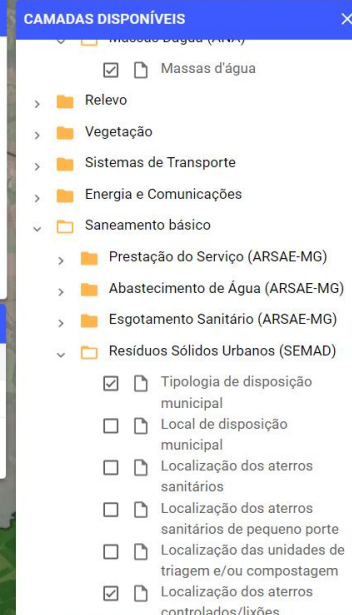 CAMADAS DISPONÍVEIS
Massas Dágua (ANA)
Massas d'água
Relevo
Vegetação
Sistemas de Transporte
Energia e Comunicações
Saneamento básico
Prestação do Serviço (ARSAE-MG)
Abastecimento de Água (ARSAE-MG)
Esgotamento Sanitário (ARSAE-MG)
Resíduos Sólidos Urbanos (SEMAD)
Tipologia de disposição
municipal
Local de disposição
municipal
Localização dos aterros
sanitários
Localização dos aterros
sanitários de pequeno porte
Localização das unidades de
triagem e/ou compostagem
Localização dos aterros
controlados/lixões